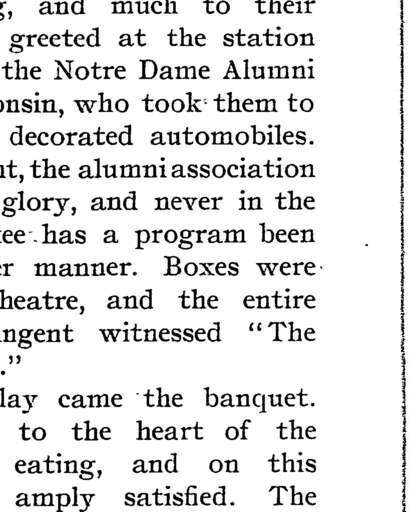 g, and much to their
greeted at the station
the Notre Dame Alumni
onsin, who took them to
decorated automobiles.
nt, the alumni association
glory, and never in the
ee has a program been
er manner. Boxes were
heatre, and the entire
ngent witnessed "The
."
lay came the banquet.
to the heart of the
eating, and on this
amply satisfied. The